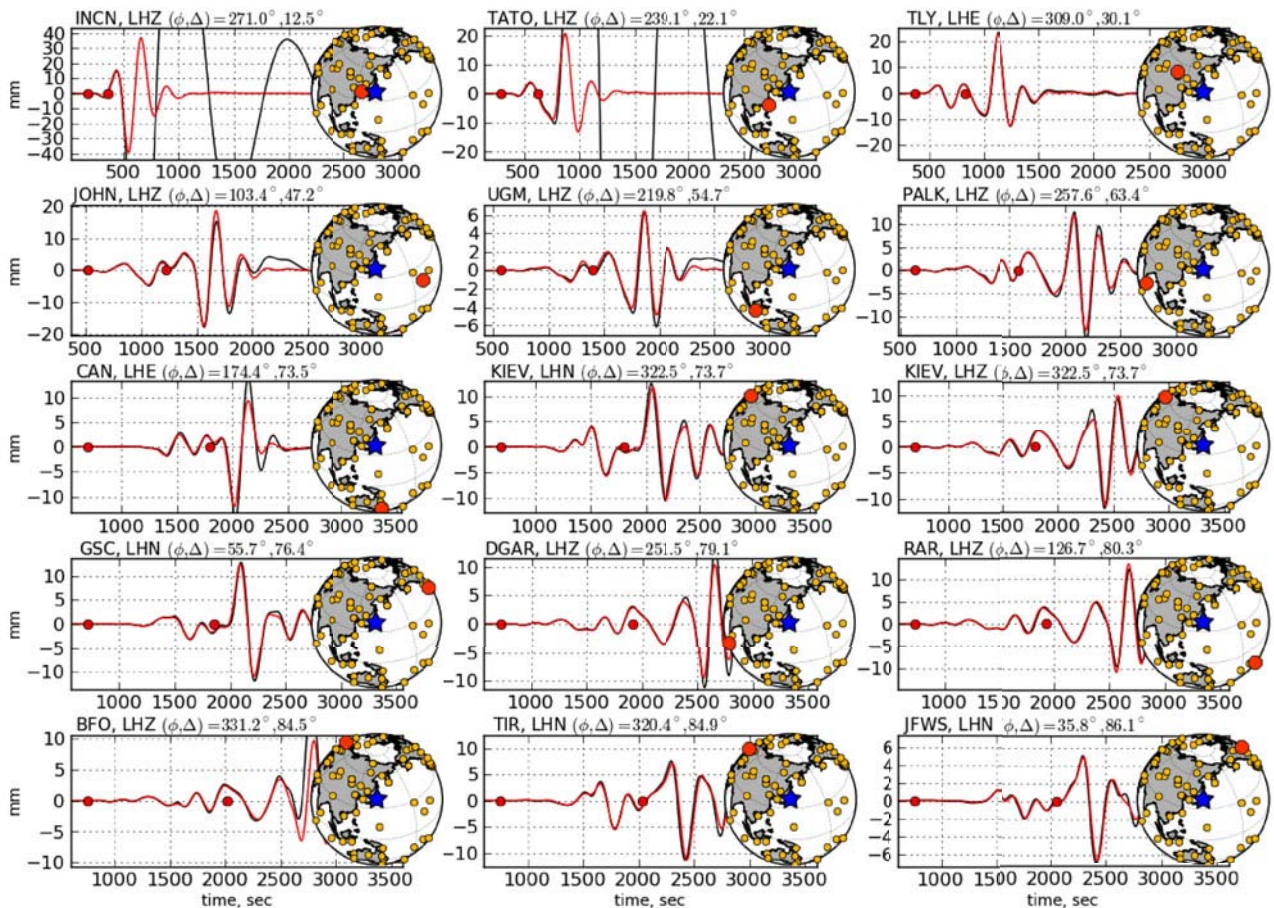 INCN, LHZ (ϕ,Δ)=271.0°,12.5°
TATO, LHZ (ϕ,Δ)=239.1°,22.1°
TLY, LHE (ϕ,Δ)=309.0°,30.1°
mm
40
30
20
10
0
−10
−20
−30
−40
500 1000 1500 2000 2500 3000
20
10
0
−10
−20
500 1000 1500 2000 2500 3000
20
10
0
−10
−20
500 1000 1500 2000 2500 3000
JOHN, LHZ (ϕ,Δ)=103.4°,47.2°
UGM, LHZ (ϕ,Δ)=219.8°,54.7°
PALK, LHZ (ϕ,Δ)=257.6°,63.4°
mm
20
10
0
−10
−20
500 1000 1500 2000 2500 3000
6
4
2
0
−2
−4
−6
500 1000 1500 2000 2500 3000
10
5
0
−5
−10
500 1000 1500 2000 2500 3000
CAN, LHE (ϕ,Δ)=174.4°,73.5°
KIEV, LHN (ϕ,Δ)=322.5°,73.7°
KIEV, LHZ (ϕ,Δ)=322.5°,73.7°
mm
10
5
0
−5
−10
1000 1500 2000 2500 3000 3500
10
5
0
−5
−10
1000 1500 2000 2500 3000 3500
10
5
0
−5
−10
1000 1500 2000 2500 3000 3500
GSC, LHN (ϕ,Δ)=55.7°,76.4°
DGAR, LHZ (ϕ,Δ)=251.5°,79.1°
RAR, LHZ (ϕ,Δ)=126.7°,80.3°
mm
10
5
0
−5
−10
1000 1500 2000 2500 3000 3500
10
5
0
−5
−10
1000 1500 2000 2500 3000 3500
10
5
0
−5
−10
1000 1500 2000 2500 3000 3500
BFO, LHZ (ϕ,Δ)=331.2°,84.5°
TIR, LHN (ϕ,Δ)=320.4°,84.9°
JFWS, LHN (ϕ,Δ)=35.8°,86.1°
mm
10
5
0
−5
−10
1000 1500 2000 2500 3000 3500
time, sec
10
5
0
−5
−10
1000 1500 2000 2500 3000 3500
time, sec
6
4
2
0
−2
−4
−6
1000 1500 2000 2500 3000 3500
time, sec